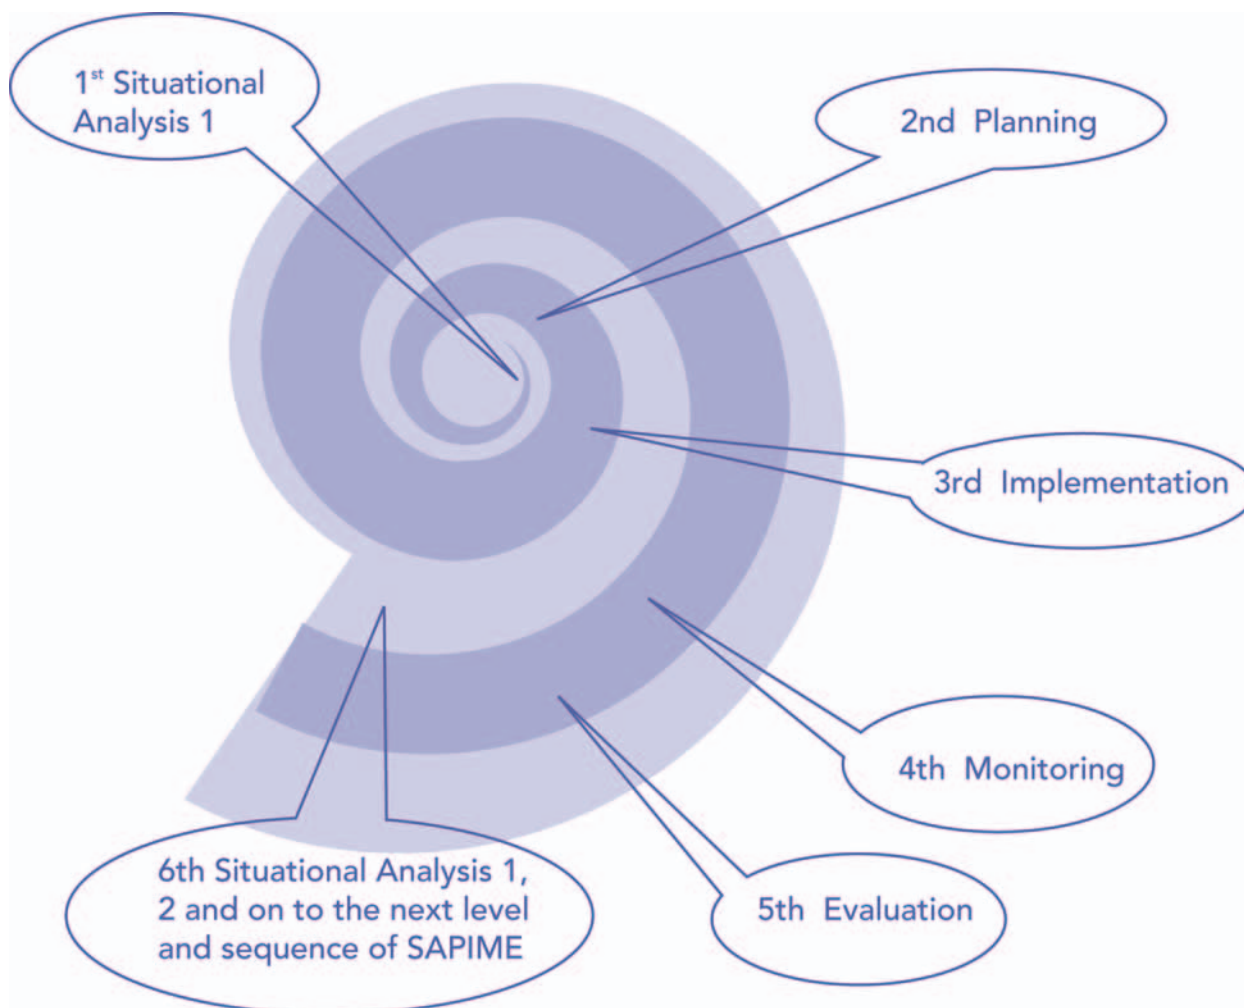 1st Situational
Analysis 1
2nd Planning
3rd Implementation
4th Monitoring
5th Evaluation
6th Situational Analysis 1,
2 and on to the next level
and sequence of SAPIME